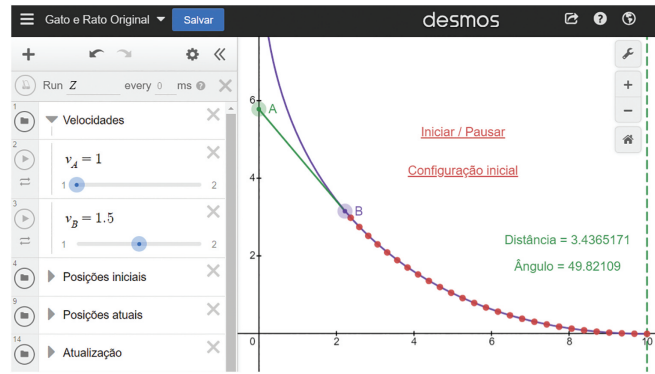 Gato e Rato Original
Salvar
desmos
Run Z every 0 ms
1
Velocidades
2
v_A = 1
1 2
3
v_B = 1.5
1 2
4
Posições iniciais
9
Posições atuais
14
Atualização
6
4
2
0 2 4 6 8 10
A
B
Iniciar / Pausar
Configuração inicial
Distância = 3.4365171
Ângulo = 49.82109